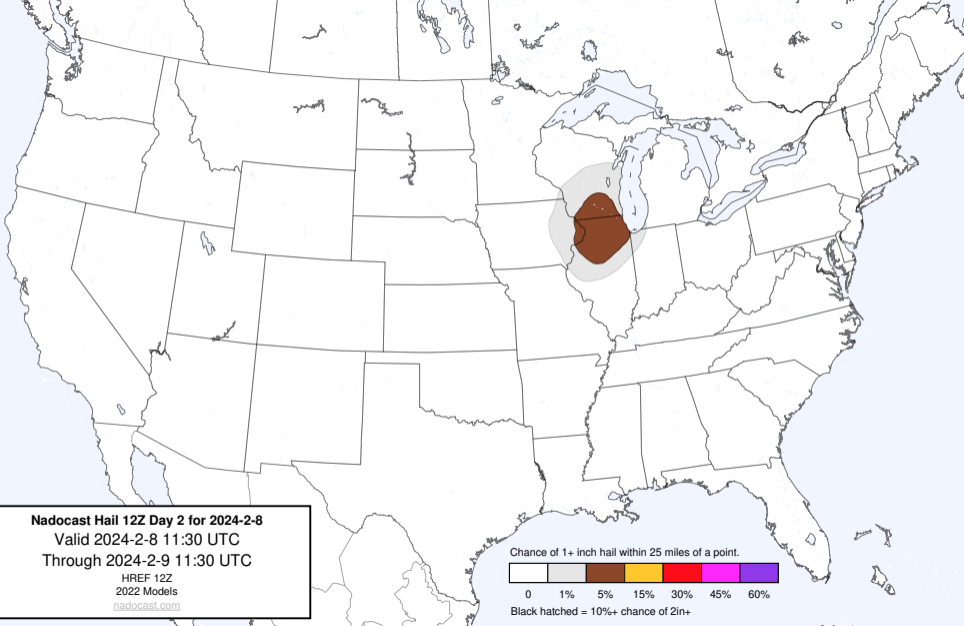 Nadocast Hail 12Z Day 2 for 2024-2-8
Valid 2024-2-8 11:30 UTC
Through 2024-2-9 11:30 UTC
HREF 12Z
2022 Models
nadocast.com
Chance of 1+ inch hail within 25 miles of a point.
0 1% 5% 15% 30% 45% 60%
Black hatched = 10%+ chance of 2in+